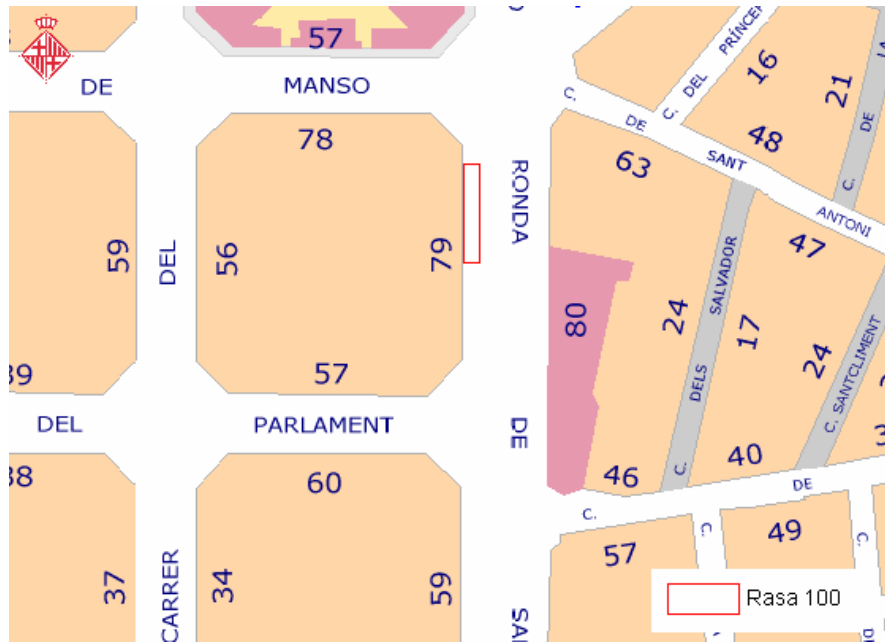 57
DE
MANSO
78
59
DEL
56
79
RONDA
DE
57
39
DEL
PARLAMENT
38
60
37
CARRER
34
59
C.
DE
SANT
ANTONI
C. DEL PRÍNCEP
16
21
48
C. DE
63
47
80
24
C. DELS SALVADOR
17
24
C. SANTCLIMENT
46
40
C.
DE
57
C.
49
C.
Rasa 100